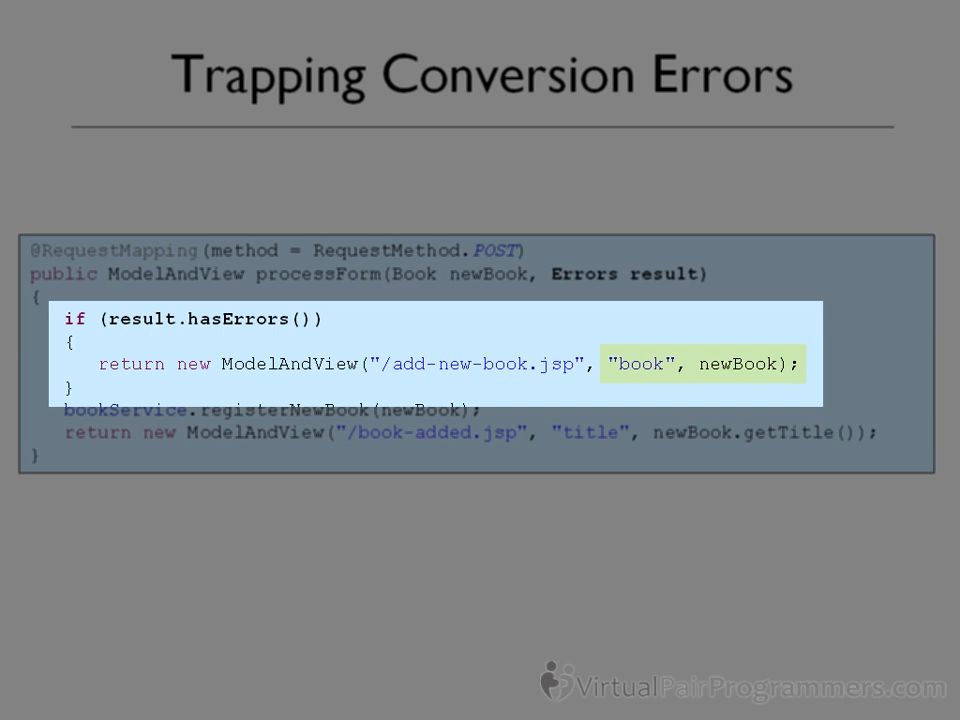 Trapping Conversion Errors
@RequestMapping(method = RequestMethod.POST)
public ModelAndView processForm(Book newBook, Errors result)
{
if (result.hasErrors())
{
return new ModelAndView("/add-new-book.jsp", "book", newBook);
}
bookService.registerNewBook(newBook);
return new ModelAndView("/book-added.jsp", "title", newBook.getTitle());
}
VirtualPairProgrammers.com